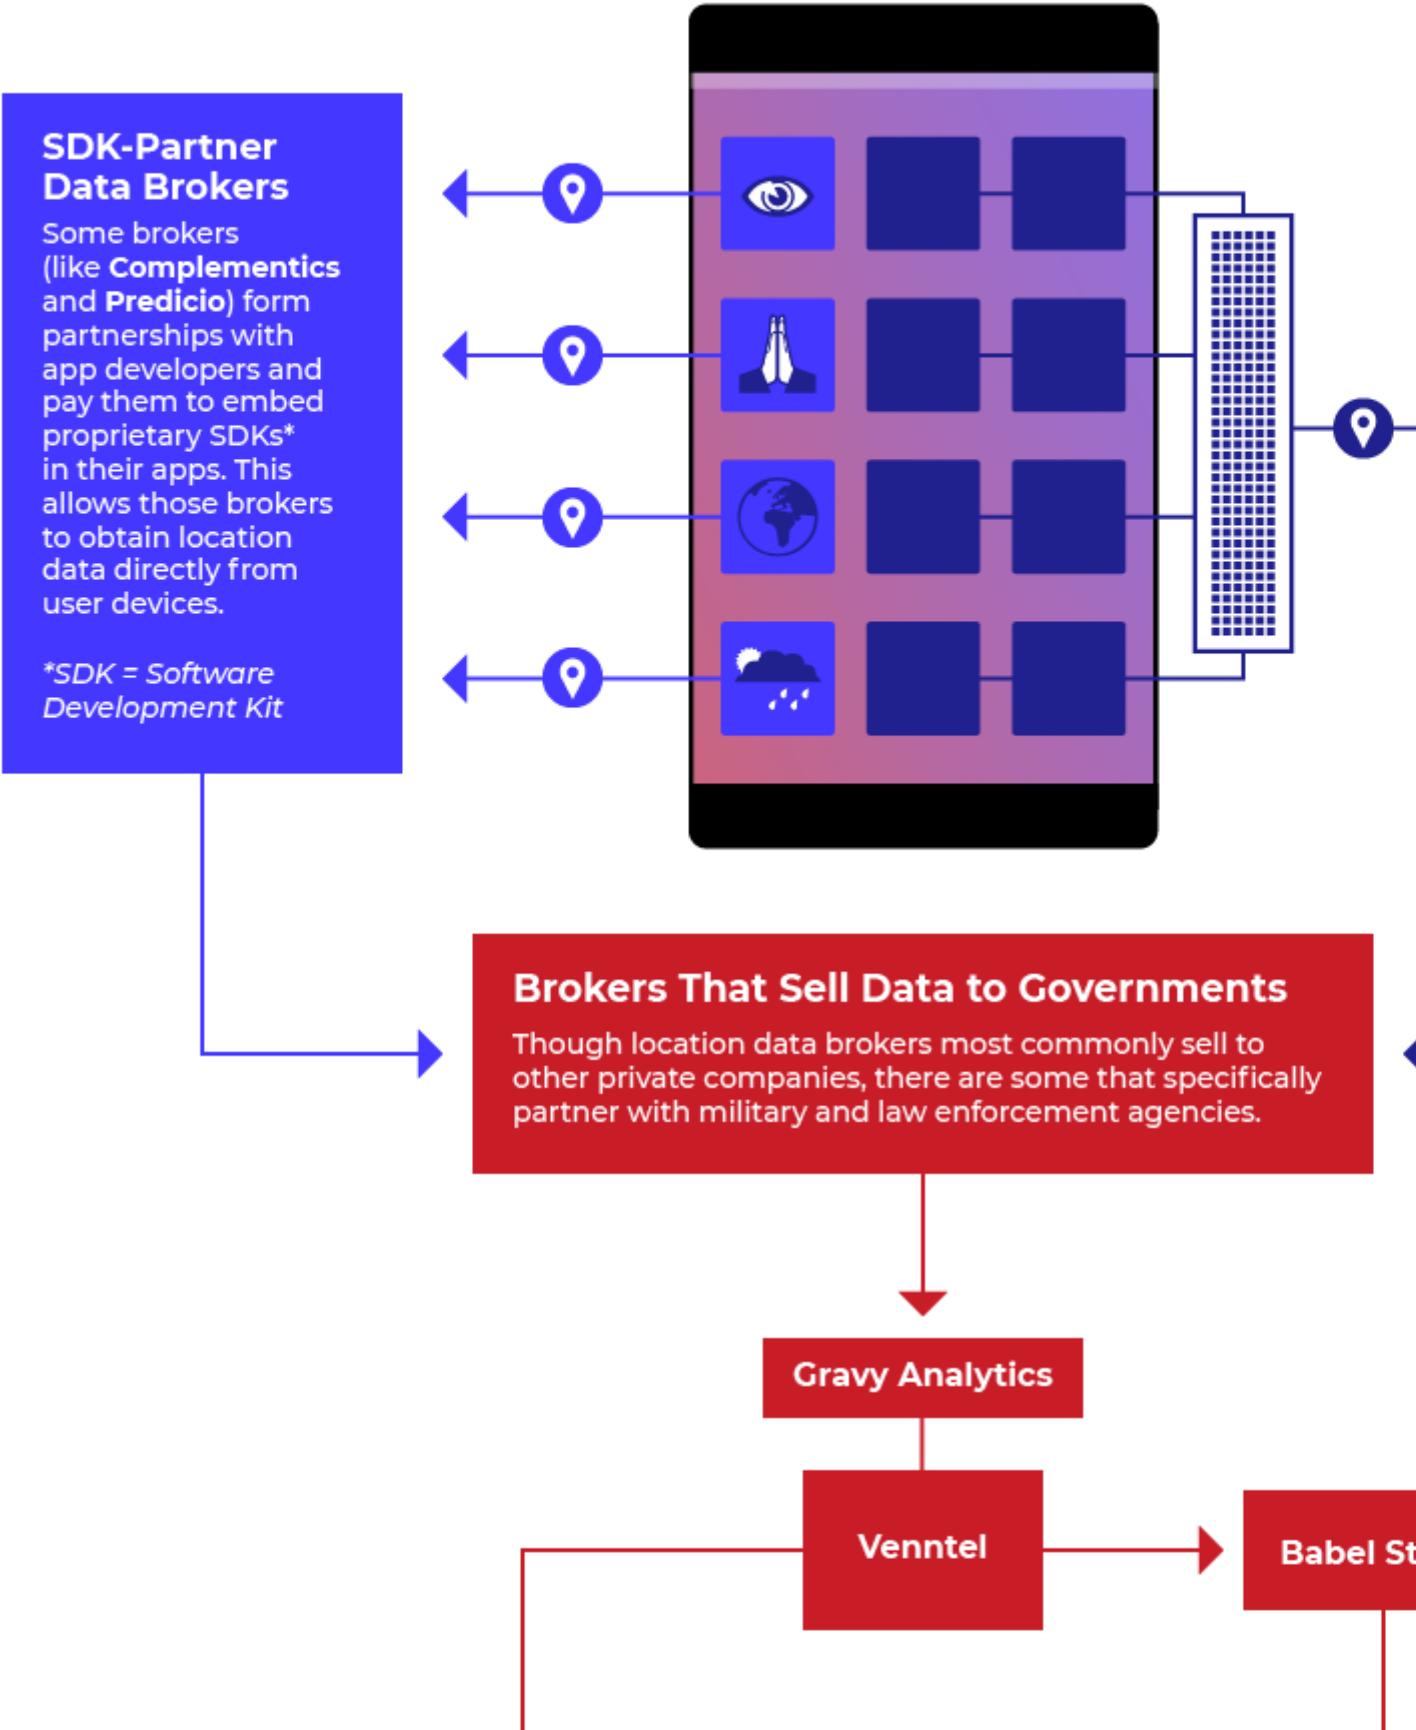 SDK-Partner
Data Brokers
Some brokers
(like Complementics
and Predicio) form
partnerships with
app developers and
pay them to embed
proprietary SDKs*
in their apps. This
allows those brokers
to obtain location
data directly from
user devices.
*SDK = Software
Development Kit
Brokers That Sell Data to Governments
Though location data brokers most commonly sell to
other private companies, there are some that specifically
partner with military and law enforcement agencies.
Gravy Analytics
Venntel
Babel